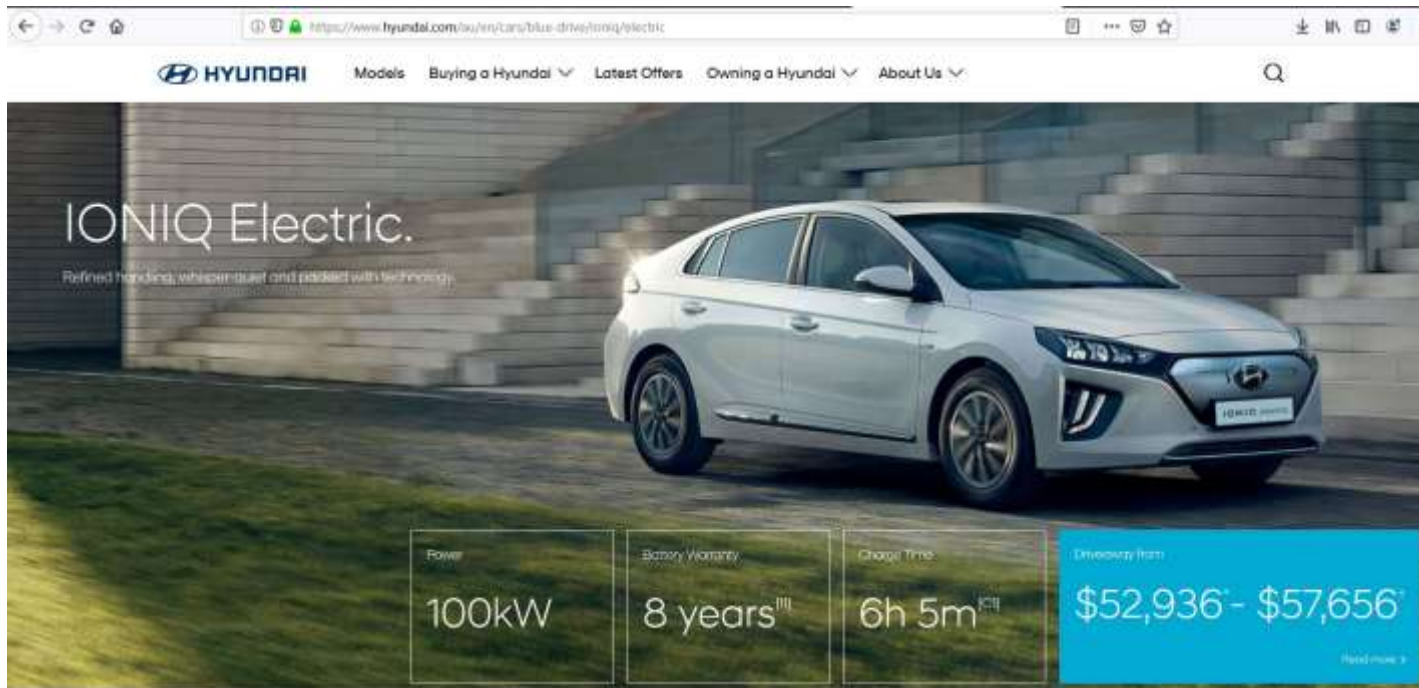 https://www.hyundai.com/au/en/cars/blue-drive/ioniq/electric
HYUNDAI Models Buying a Hyundai Latest Offers Owning a Hyundai About Us
IONIQ Electric.
Refined handling, whisper-quiet and packed with technology.
Power Battery Warranty Charge Time Driveaway from
100kW 8 years 6h 5m $52,936* - $57,656*
Read more >
IONIQ electric